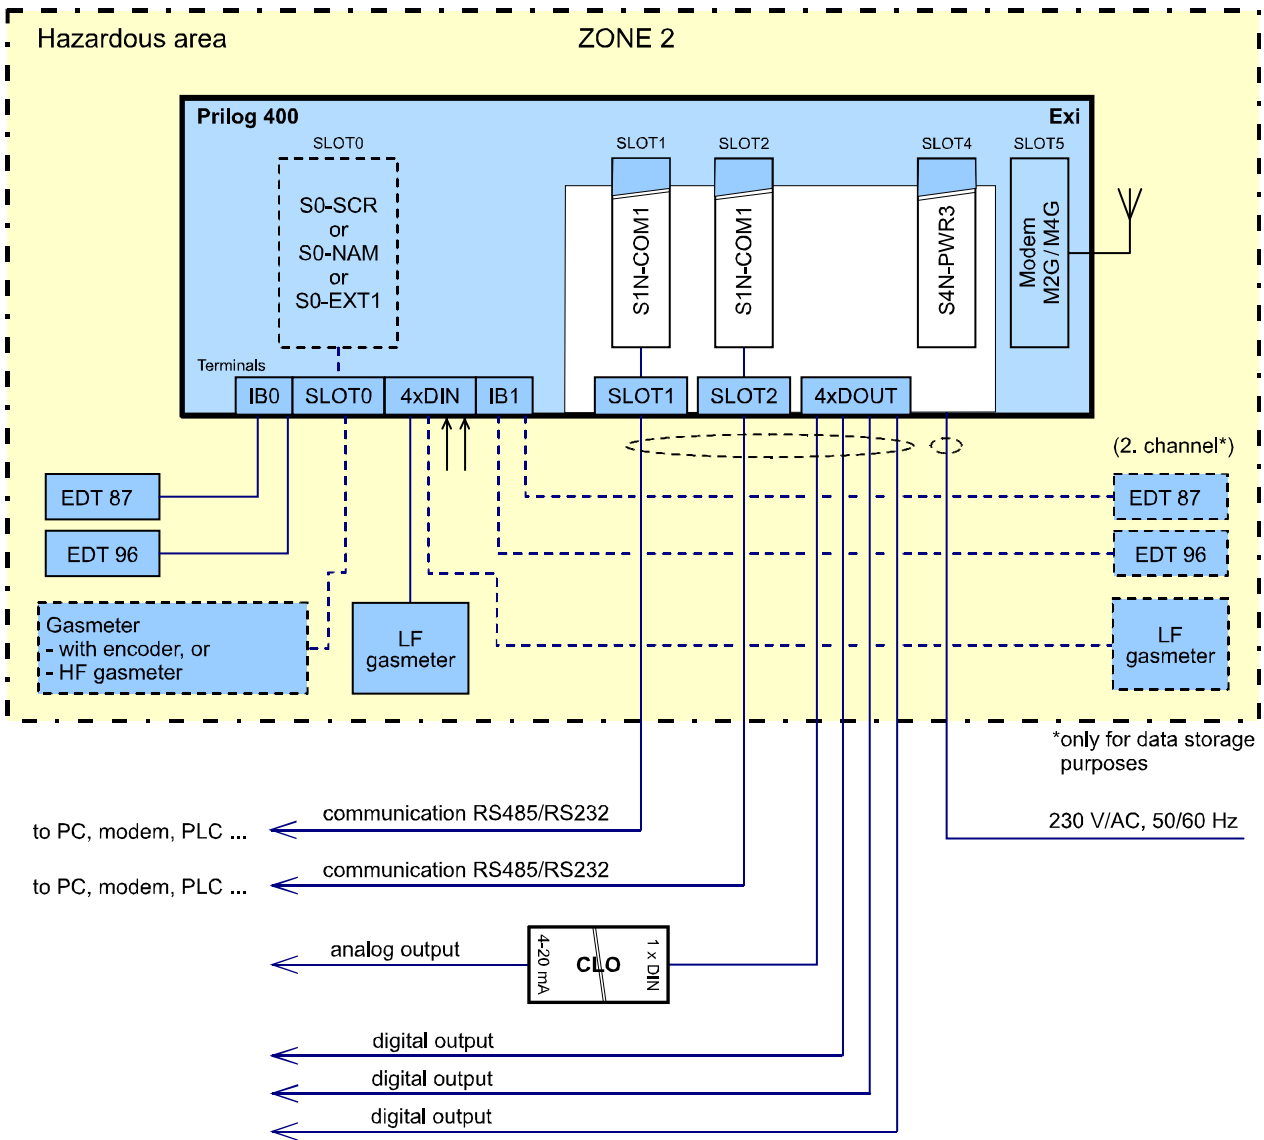 Hazardous area
ZONE 2
Prilog 400
Exi
SLOT0
SLOT1
SLOT2
SLOT4
SLOT5
S0-SCR
or
S0-NAM
or
S0-EXT1
S1N-COM1
S1N-COM1
S4N-PWR3
Modem
M2G/M4G
Terminals
IB0
SLOT0
4xDIN
IB1
SLOT1
SLOT2
4xDOUT
(2. channel*)
EDT 87
EDT 87
EDT 96
EDT 96
Gasmeter
- with encoder, or
- HF gasmeter
LF
gasmeter
LF
gasmeter
*only for data storage
purposes
communication RS485/RS232
to PC, modem, PLC ...
230 V/AC, 50/60 Hz
communication RS485/RS232
to PC, modem, PLC ...
analog output
4-20 mA
CLO
1 x DIN
digital output
digital output
digital output